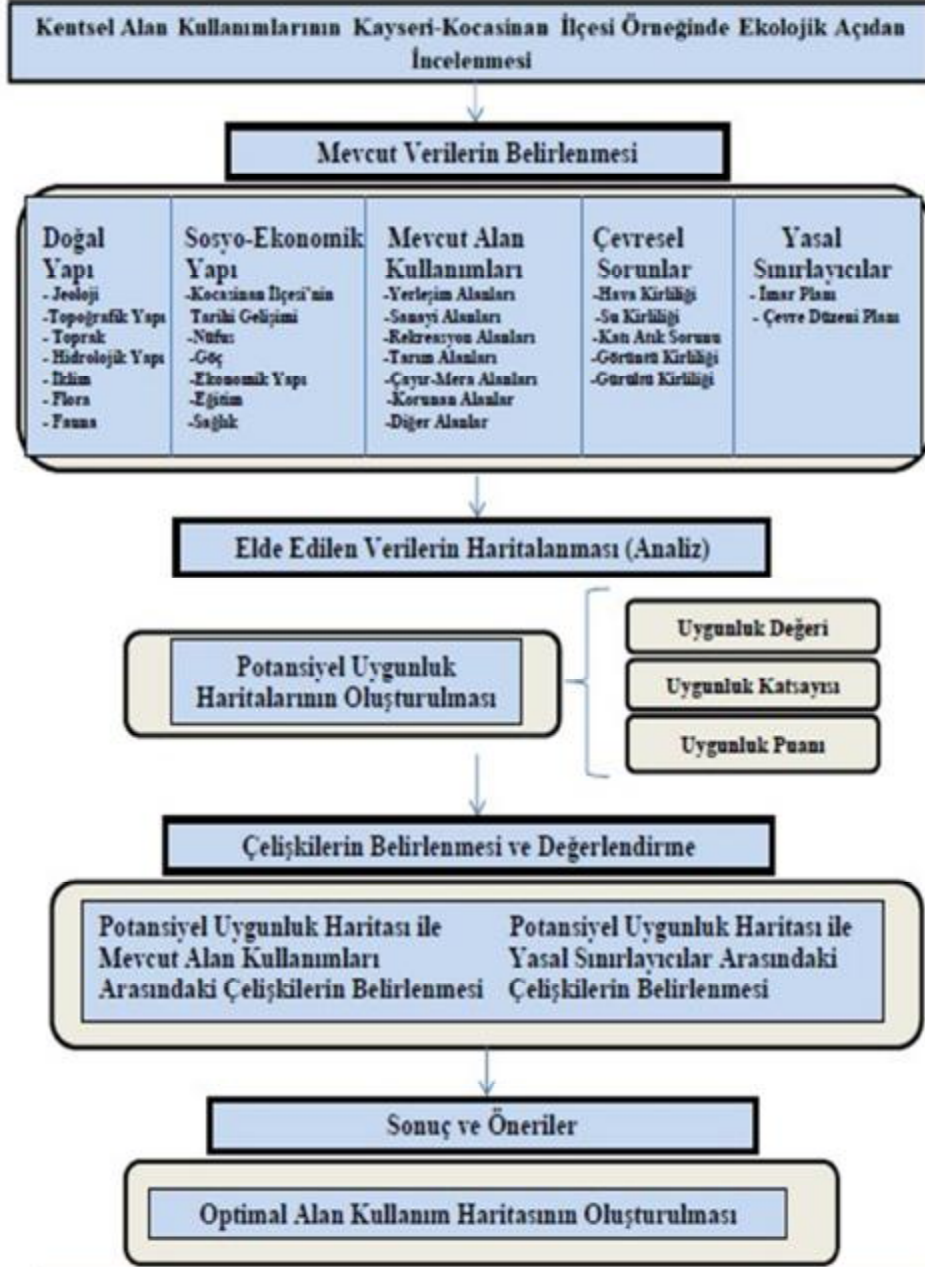 Kentsel Alan Kullanımlarının Kayseri-Kocasinan İlçesi Örneğinde Ekolojik Açıdan
İncelenmesi
Mevcut Verilerin Belirlenmesi
Doğal
Yapı
- Jeoloji
-Topoğrafik Yapı
- Toprak
- Hidrolojik Yapı
- İklim
- Flora
- Fauna
Sosyo-Ekonomik
Yapı
-Kocasinan İlçesi'nin
Tarihi Gelişimi
-Nüfus
-Göç
-Ekonomik Yapı
-Eğitim
-Sağlık
Mevcut Alan
Kullanımları
-Yerleşim Alanları
-Sanayi Alanları
-Rekreasyon Alanları
-Tarım Alanları
-Çayır-Mera Alanları
-Korunan Alanlar
-Diğer Alanlar
Çevresel
Sorunlar
-Hava Kirliliği
-Su Kirliliği
-Katı Atık Sorunu
-Görüntü Kirliliği
-Gürültü Kirliliği
Yasal
Sınırlayıcılar
- İmar Planı
- Çevre Düzeni Planı
Elde Edilen Verilerin Haritalanması (Analiz)
Potansiyel Uygunluk
Haritalarının Oluşturulması
Uygunluk Değeri
Uygunluk Katsayısı
Uygunluk Puanı
Çelişkilerin Belirlenmesi ve Değerlendirme
Potansiyel Uygunluk Haritası ile
Mevcut Alan Kullanımları
Arasındaki Çelişkilerin Belirlenmesi
Potansiyel Uygunluk Haritası ile
Yasal Sınırlayıcılar Arasındaki
Çelişkilerin Belirlenmesi
Sonuç ve Öneriler
Optimal Alan Kullanım Haritasının Oluşturulması